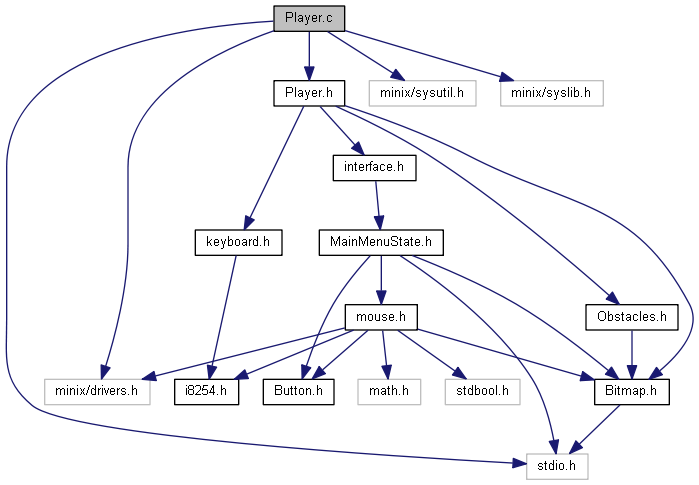 Player.c
Player.h
minix/sysutil.h
minix/syslib.h
interface.h
keyboard.h
MainMenuState.h
mouse.h
Obstacles.h
minix/drivers.h
i8254.h
Button.h
math.h
stdbool.h
Bitmap.h
stdio.h